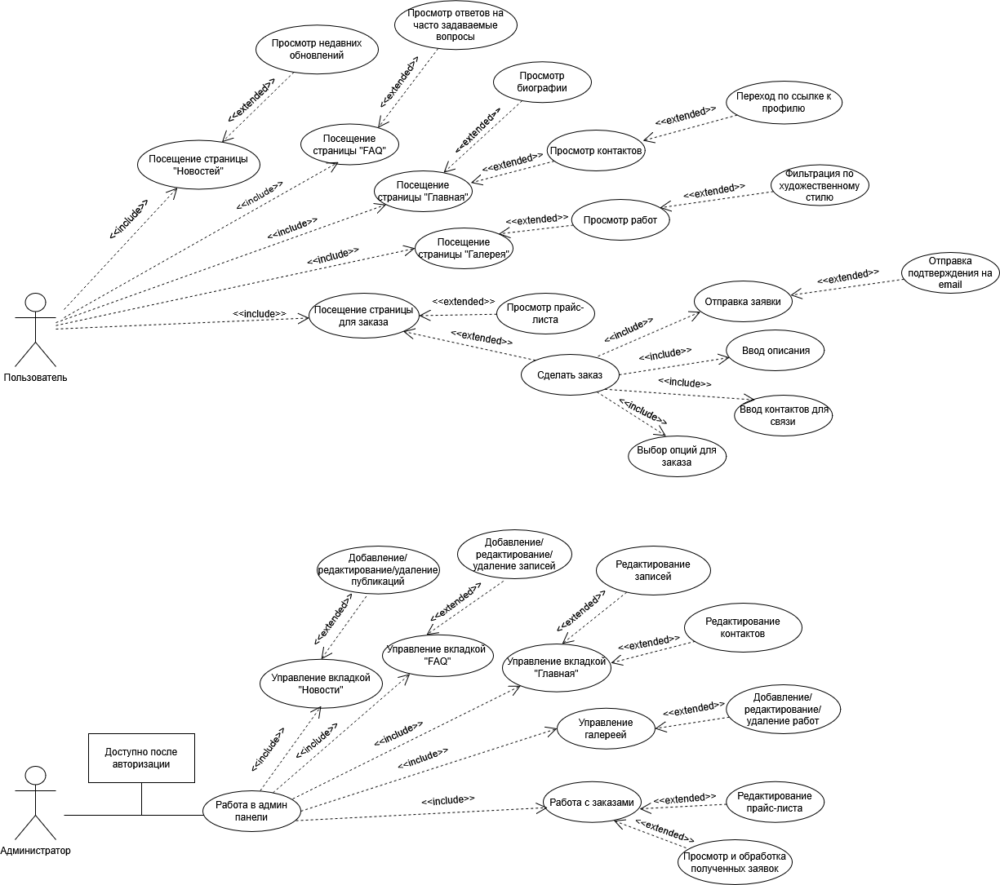 Просмотр ответов на
часто задаваемые
вопросы
Просмотр недавних
обновлений
<<extended>>
<<extended>>
Просмотр
биографии
<<extended>>
Переход по ссылке к
профилю
<<extended>>
Посещение страницы
"Новостей"
Посещение
страницы "FAQ"
Просмотр контактов
<<extended>>
Посещение
страницы "Главная"
Фильтрация по
художественному
стилю
<<extended>>
<<include>>
<<include>>
<<include>>
<<extended>>
Просмотр работ
Посещение
страницы "Галерея"
<<include>>
Отправка
подтверждения на
email
<<extended>>
Пользователь
<<include>>
Посещение страницы
для заказа
<<extended>>
Просмотр прайс-
листа
<<extended>>
Отправка заявки
<<include>>
Ввод описания
<<include>>
Сделать заказ
<<include>>
Ввод контактов для
связи
<<include>>
Выбор опций для
заказа
Добавление/
редактирование/удаление
публикаций
Добавление/
редактирование/
удаление записей
Редактирование
записей
<<extended>>
<<extended>>
<<extended>>
Редактирование
контактов
<<extended>>
Управление вкладкой
"Новости"
Управление вкладкой
"FAQ"
Управление вкладкой
"Главная"
<<include>>
<<include>>
<<include>>
Управление
галереей
<<extended>>
Добавление/
редактирование/
удаление работ
<<include>>
Доступно после
авторизации
Администратор
Работа в админ
панели
<<include>>
Работа с заказами
<<extended>>
Редактирование
прайс-листа
<<extended>>
Просмотр и обработка
полученных заявок